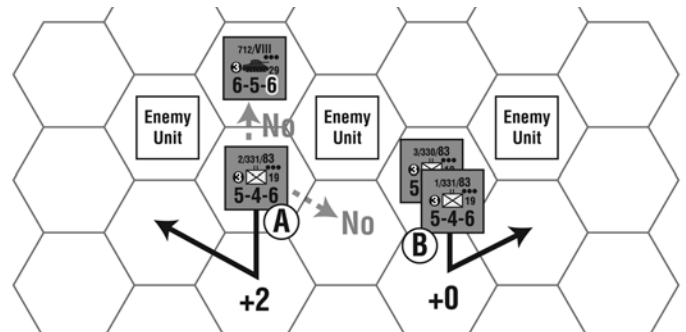 712/VIII
3 29
6-5-6
Enemy
Unit
Enemy
Unit
Enemy
Unit
No
2/331/83
3 19
5-4-6
A
No
3/330/83
3 19
5
1/331/83
3 19
5-4-6
B
+2
+0